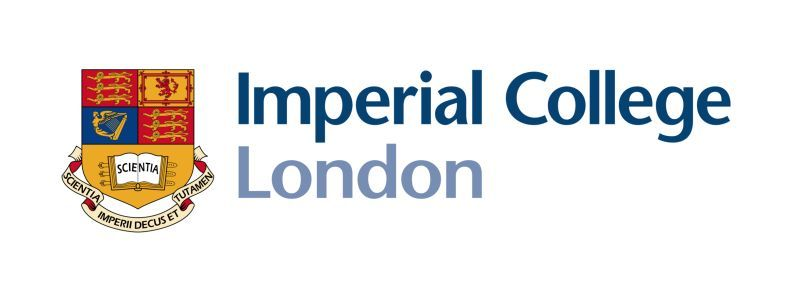 Imperial College
London
SCIENTIA
SCIENTIA IMPERII DECUS ET TUTAMEN